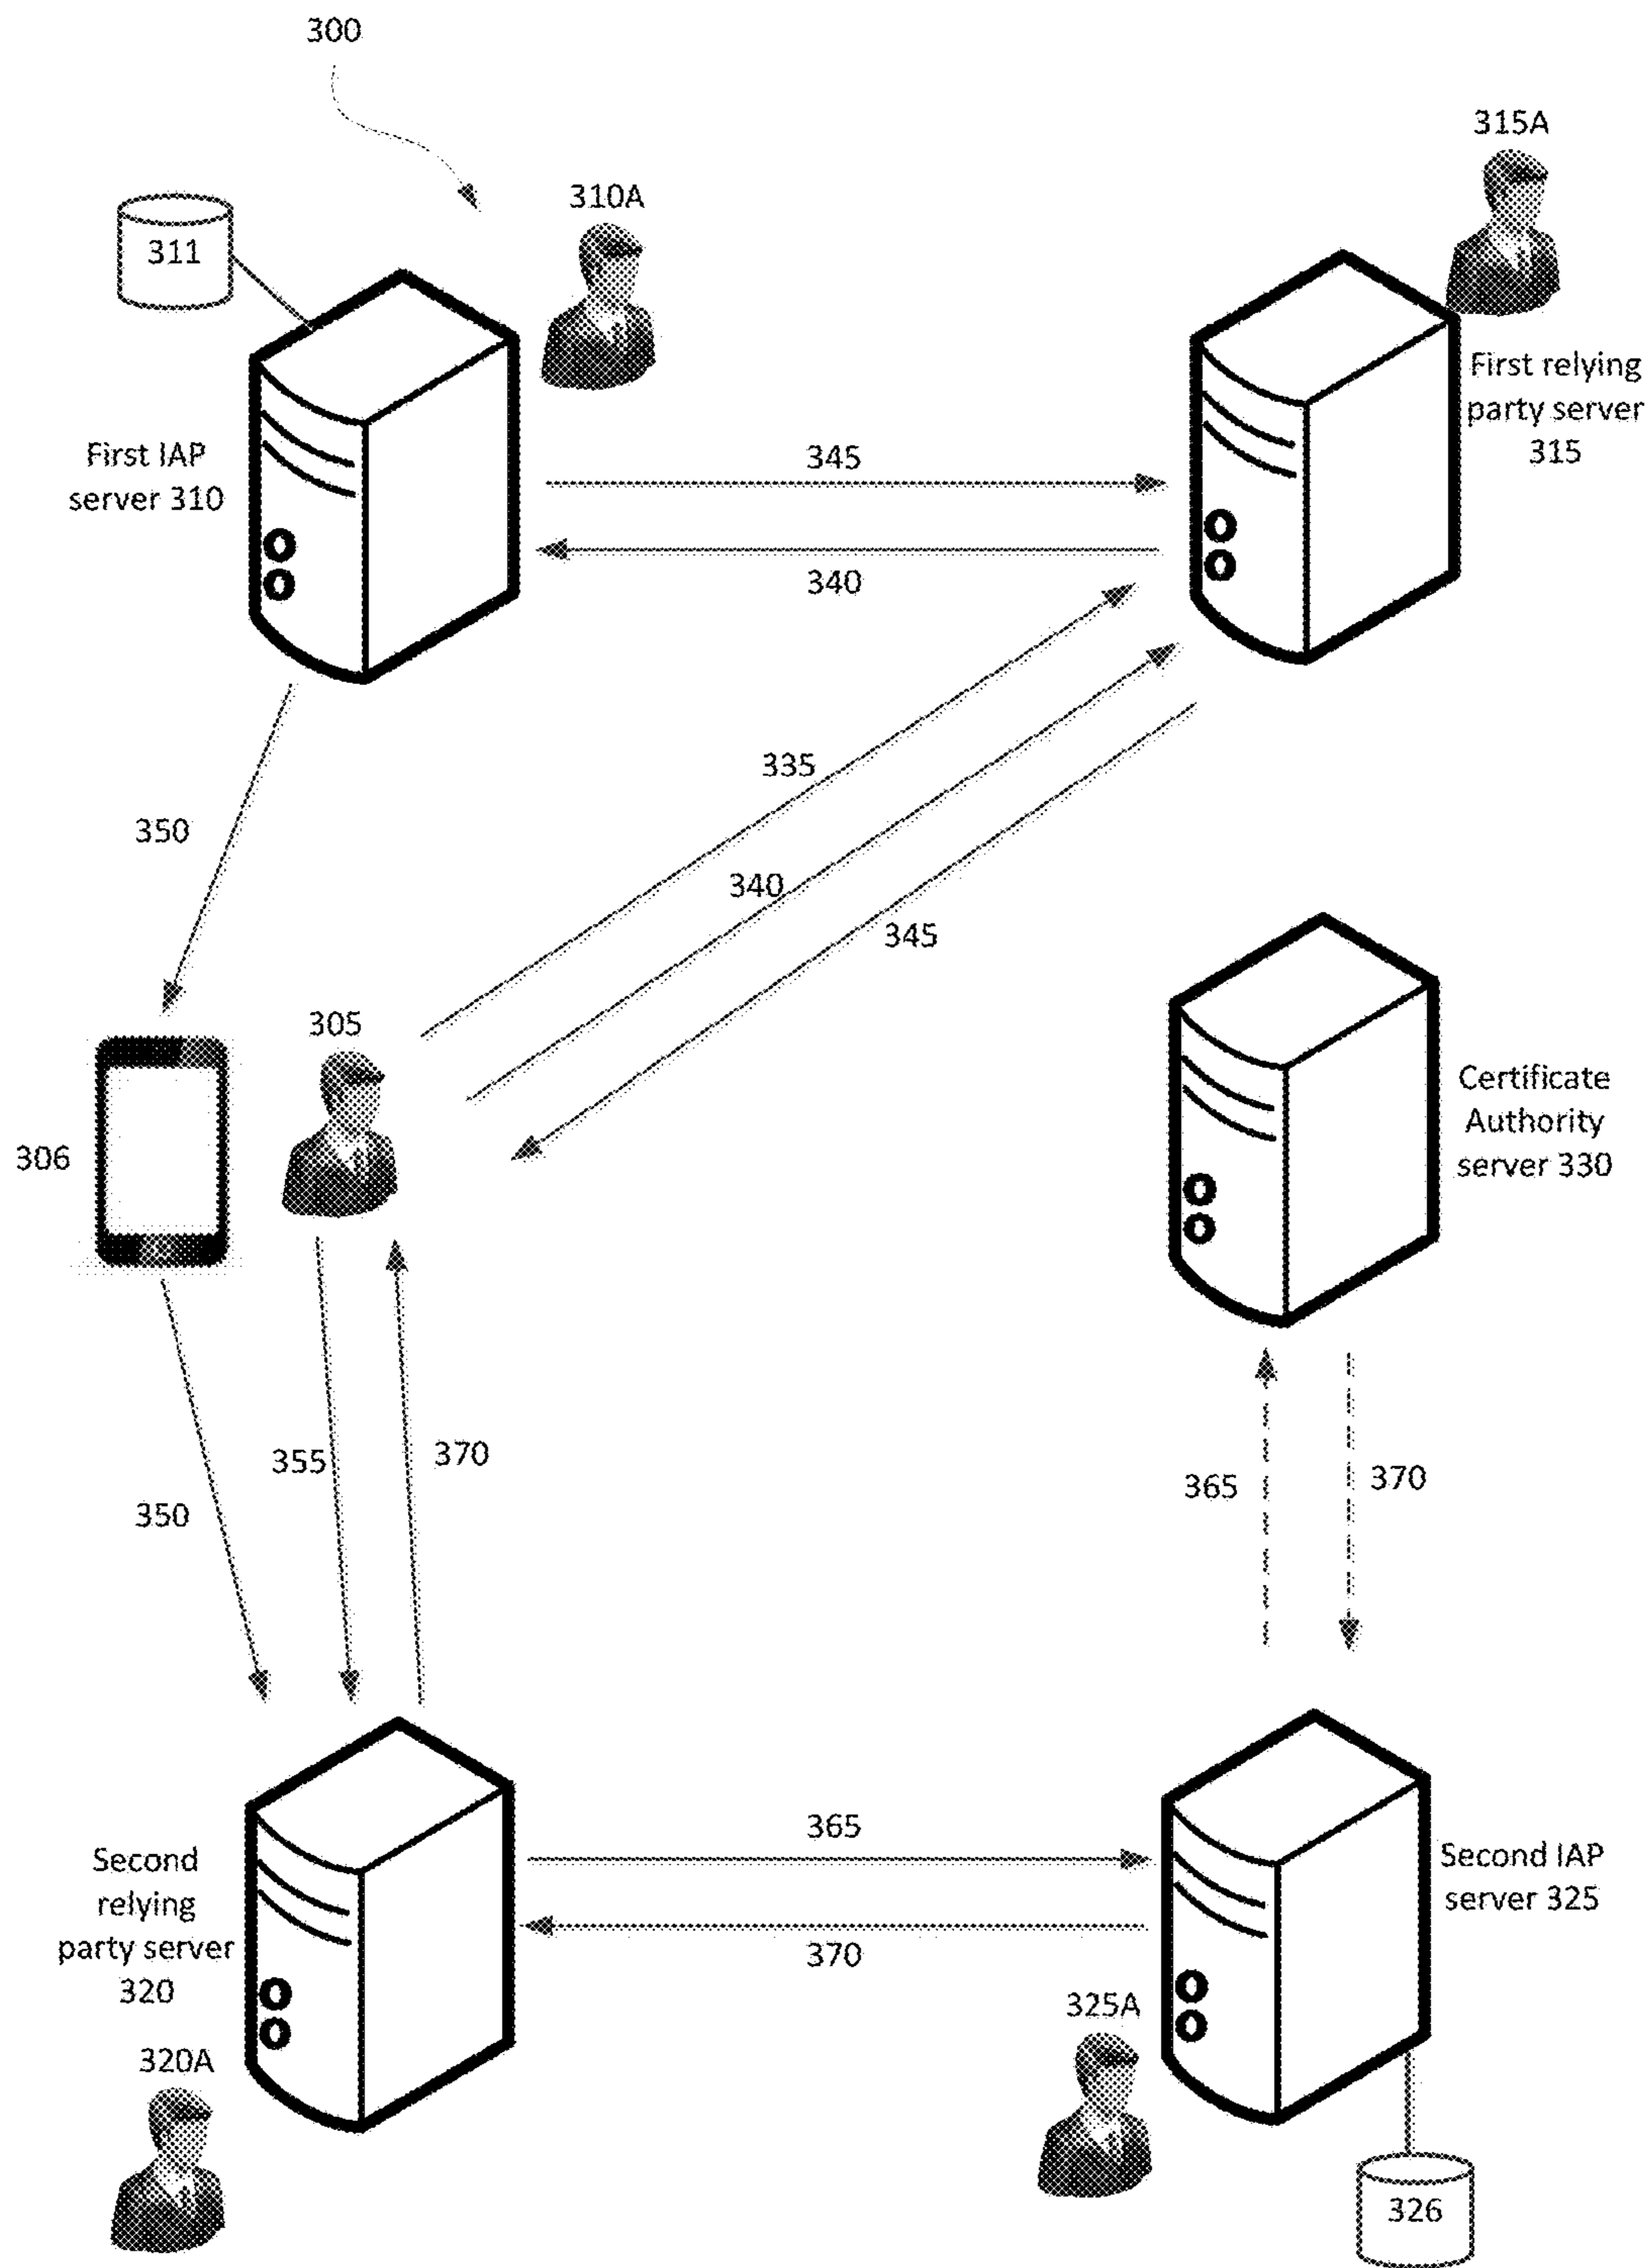 300
315A
310A
311
First relying
party server
315
First IAP
server 310
345
340
335
350
340
345
305
Certificate
Authority
server 330
306
355
370
365
370
350
365
Second
relying
party server
320
Second IAP
server 325
370
325A
320A
326